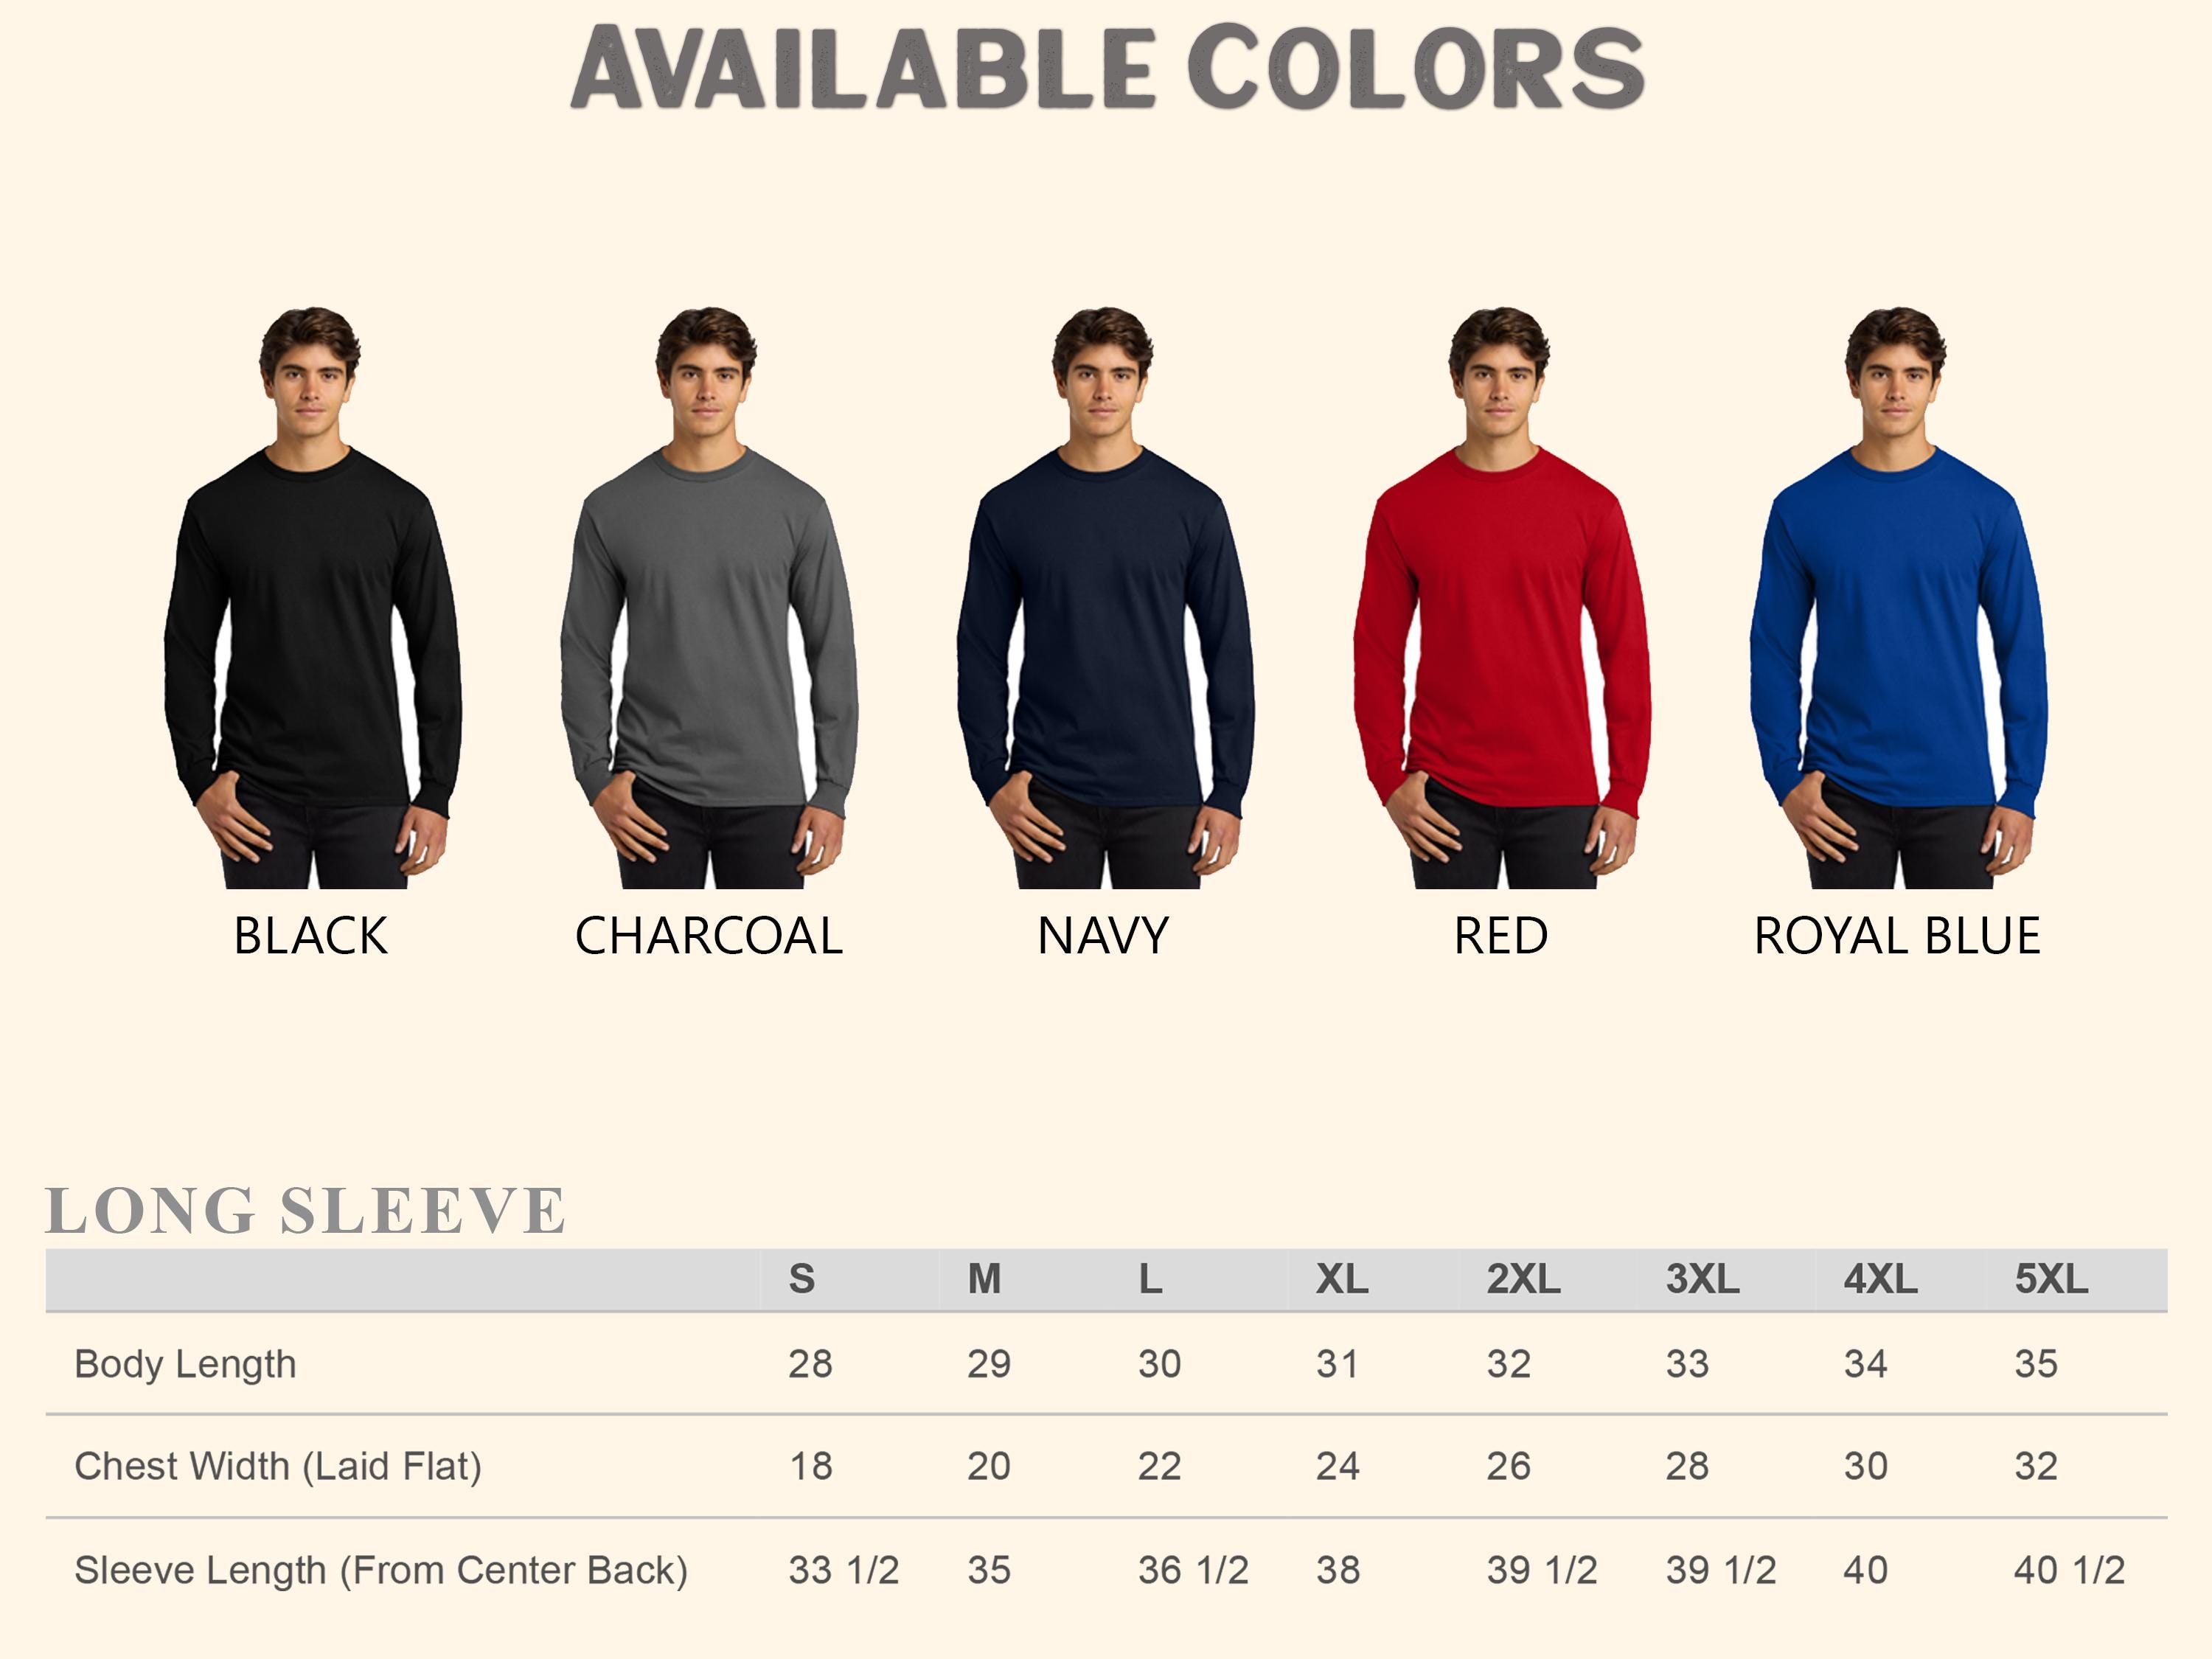 AVAILABLE COLORS
BLACK CHARCOAL NAVY RED ROYAL BLUE
LONG SLEEVE
S M L XL 2XL 3XL 4XL 5XL
Body Length 28 29 30 31 32 33 34 35
Chest Width (Laid Flat) 18 20 22 24 26 28 30 32
Sleeve Length (From Center Back) 33 1/2 35 36 1/2 38 39 1/2 39 1/2 40 40 1/2